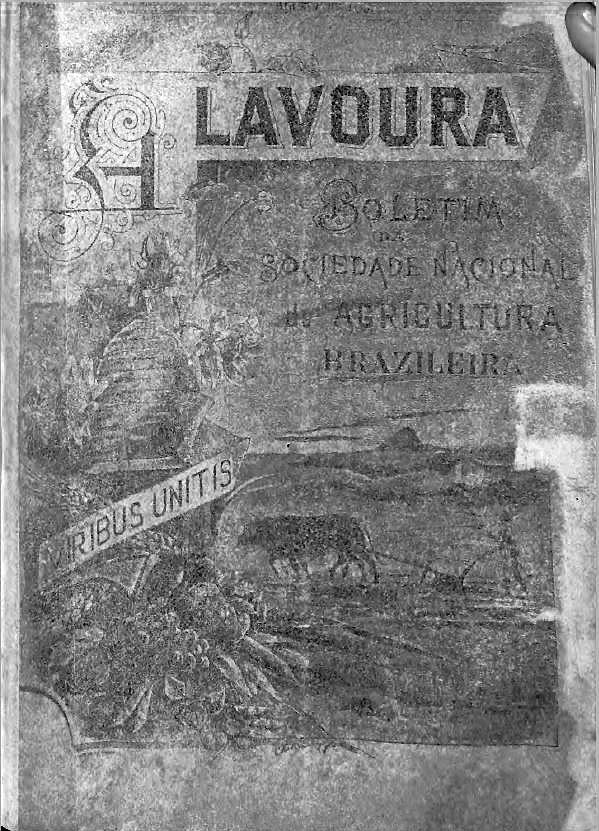 A LAVOURA
BOLETIM
DA
SOCIEDADE NACIONAL
de AGRICULTURA
BRAZILEIRA
VIRIBUS UNITIS